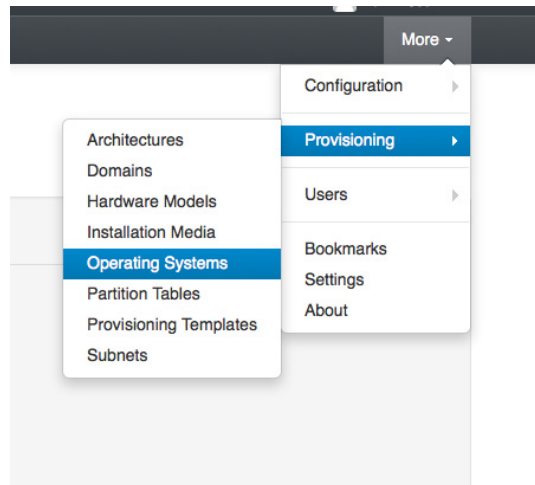 More
Configuration
Provisioning
Users
Bookmarks
Settings
About
Architectures
Domains
Hardware Models
Installation Media
Operating Systems
Partition Tables
Provisioning Templates
Subnets